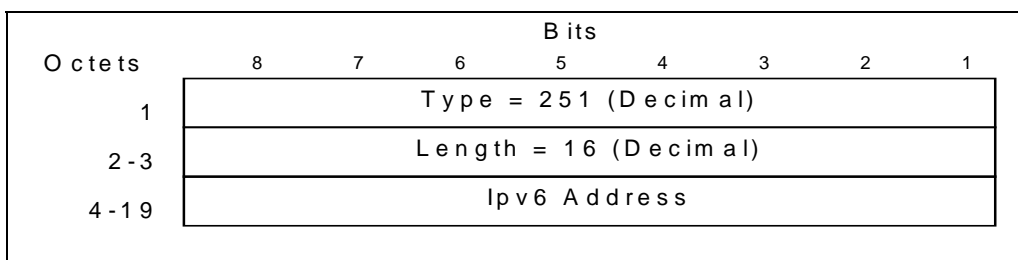 Bits
Octets 8 7 6 5 4 3 2 1
1 Type = 251 (Decimal)
2-3 Length = 16 (Decimal)
4-19 Ipv6 Address